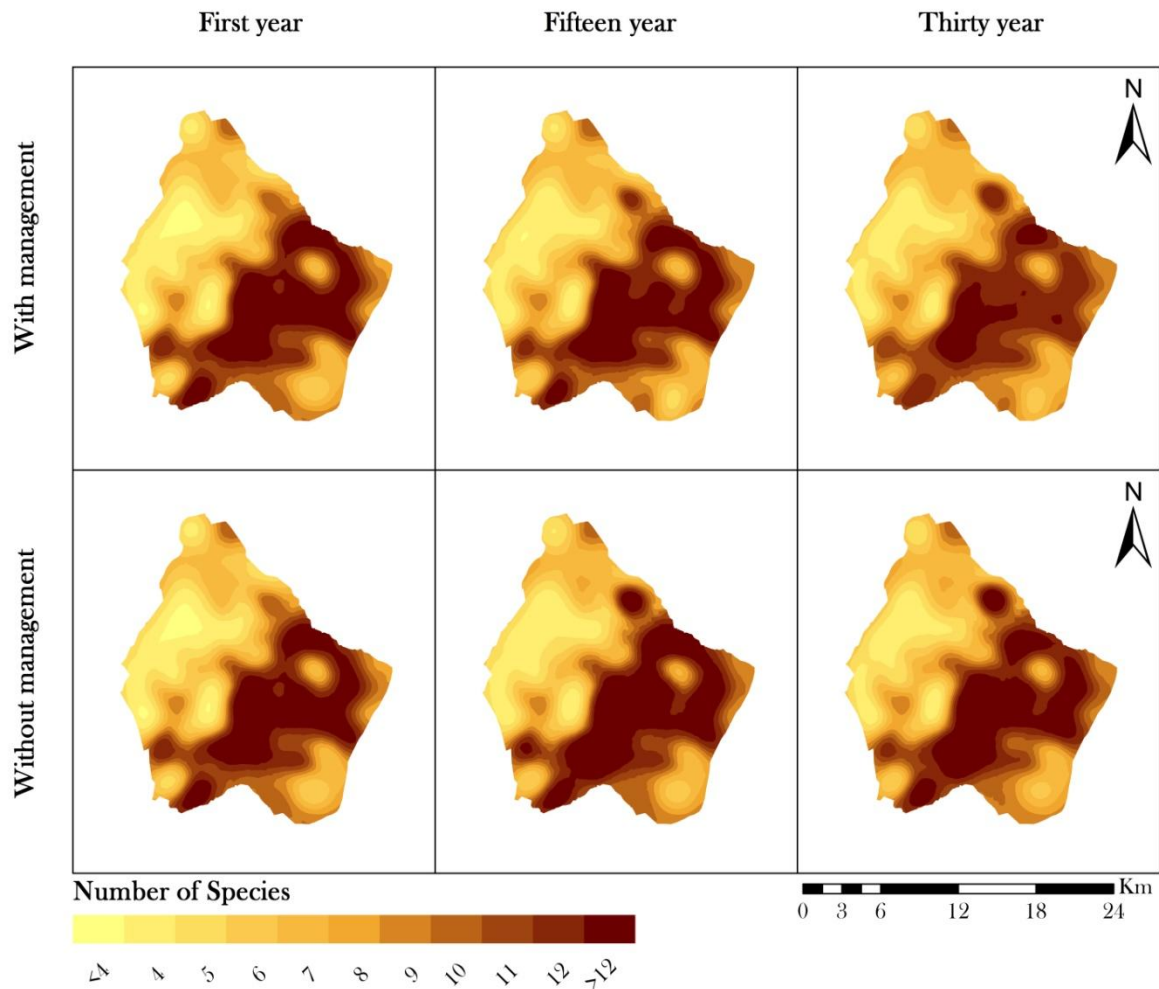 First year Fifteen year Thirty year
With management
N
Without management
N
Number of Species
<4 4 5 6 7 8 9 10 11 12 >12
Km
0 3 6 12 18 24